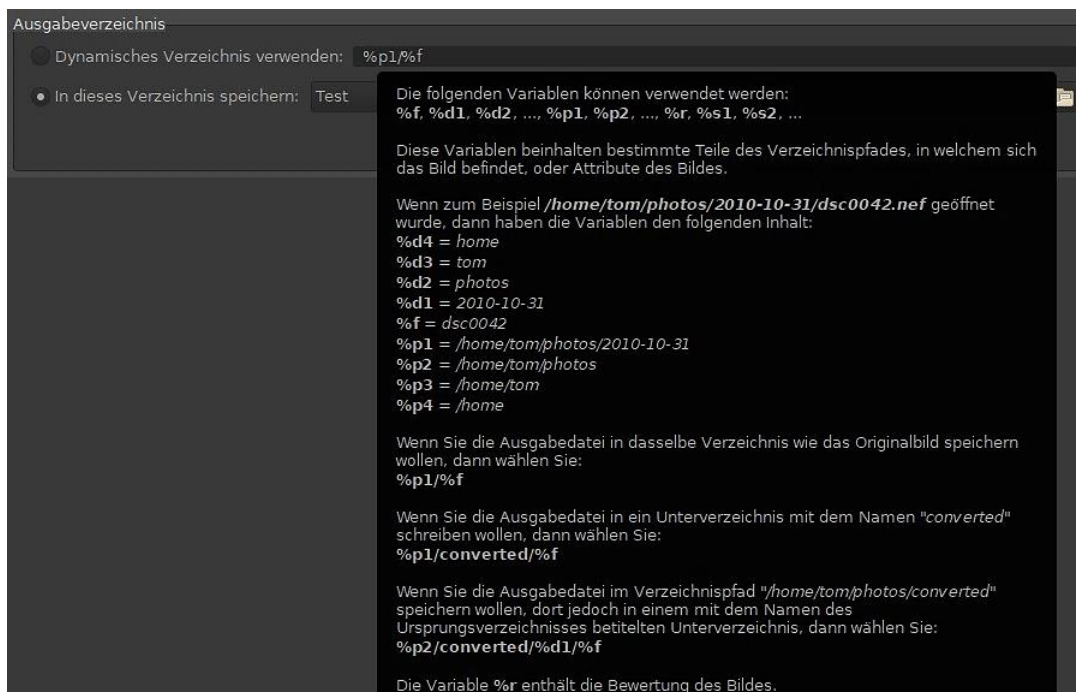 Ausgabeverzeichnis
Dynamisches Verzeichnis verwenden: %p1/%f
In dieses Verzeichnis speichern: Test
Die folgenden Variablen können verwendet werden:
%f, %d1, %d2, ..., %p1, %p2, ..., %r, %s1, %s2, ...
Diese Variablen beinhalten bestimmte Teile des Verzeichnispfades, in welchem sich
das Bild befindet, oder Attribute des Bildes.
Wenn zum Beispiel /home/tom/photos/2010-10-31/dsc0042.nef geöffnet
wurde, dann haben die Variablen den folgenden Inhalt:
%d4 = home
%d3 = tom
%d2 = photos
%d1 = 2010-10-31
%f = dsc0042
%p1 = /home/tom/photos/2010-10-31
%p2 = /home/tom/photos
%p3 = /home/tom
%p4 = /home
Wenn Sie die Ausgabedatei in dasselbe Verzeichnis wie das Originalbild speichern
wollen, dann wählen Sie:
%p1/%f
Wenn Sie die Ausgabedatei in ein Unterverzeichnis mit dem Namen "converted"
schreiben wollen, dann wählen Sie:
%p1/converted/%f
Wenn Sie die Ausgabedatei im Verzeichnispfad "/home/tom/photos/converted"
speichern wollen, dort jedoch in einem mit dem Namen des
Ursprungsverzeichnisses betitelten Unterverzeichnis, dann wählen Sie:
%p2/converted/%d1/%f
Die Variable %r enthält die Bewertung des Bildes.